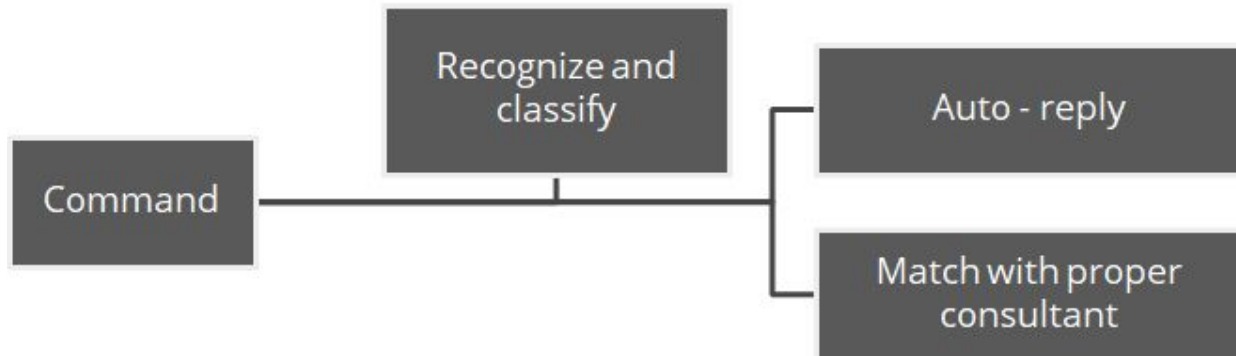 Recognize and
classify
Command
Auto - reply
Match with proper
consultant